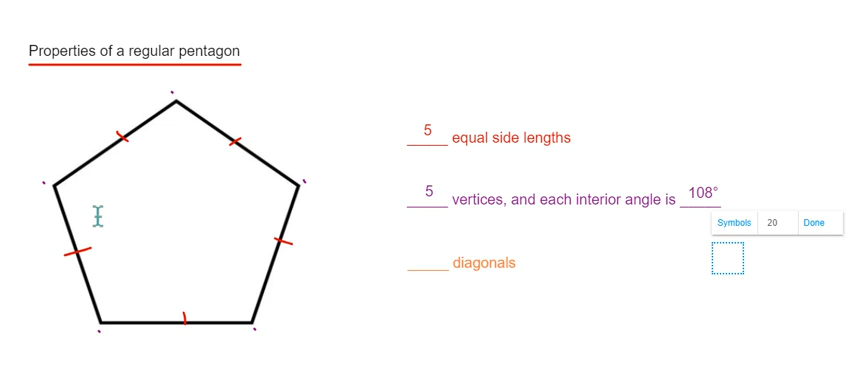 Properties of a regular pentagon
5 equal side lengths
5 vertices, and each interior angle is 108°
Symbols 20 Done
diagonals